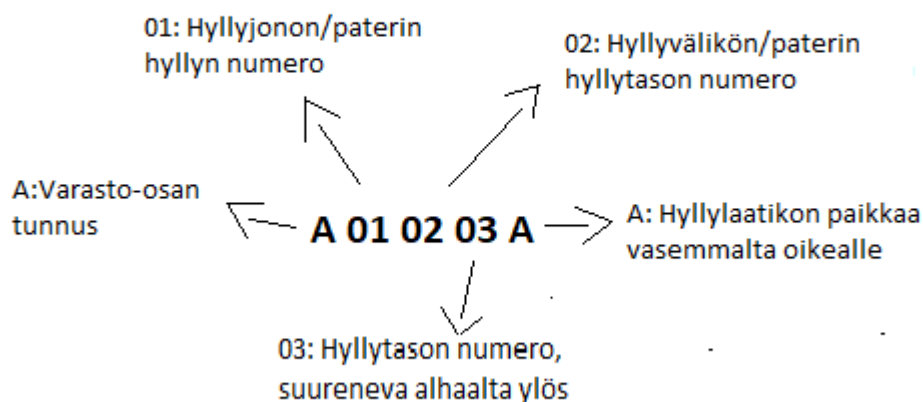 01: Hyllyjonon/paterin
hyllyn numero
02: Hyllyvälikön/paterin
hyllytason numero
A:Varasto-osan
tunnus
A 01 02 03 A
A: Hyllylaatikon paikkaa
vasemmalta oikealle
03: Hyllytason numero,
suureneva alhaalta ylös